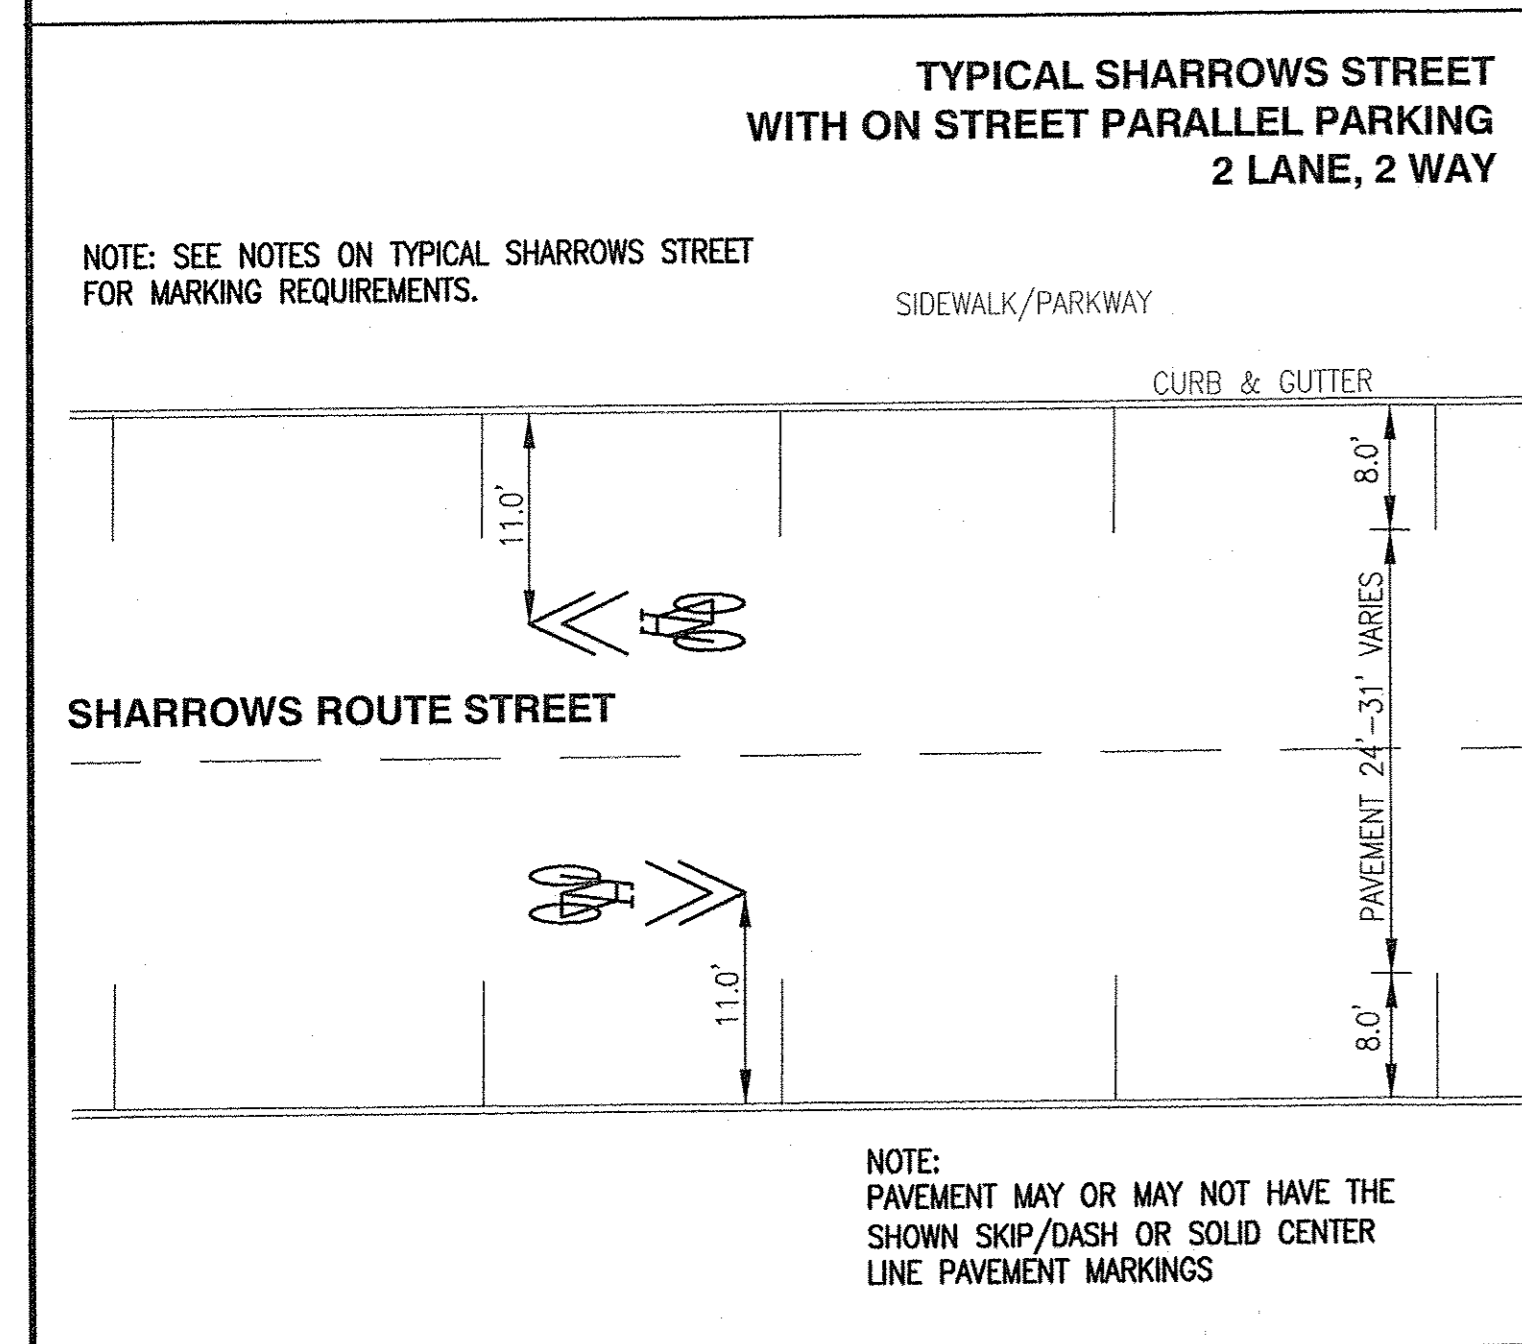 TYPICAL SHARROWS STREET
WITH ON STREET PARALLEL PARKING
2 LANE, 2 WAY
NOTE: SEE NOTES ON TYPICAL SHARROWS STREET
FOR MARKING REQUIREMENTS.
SIDEWALK/PARKWAY
CURB & GUTTER
8.0'
11.0'
PAVEMENT 24'-31' VARIES
SHARROWS ROUTE STREET
11.0'
8.0'
NOTE:
PAVEMENT MAY OR MAY NOT HAVE THE
SHOWN SKIP/DASH OR SOLID CENTER
LINE PAVEMENT MARKINGS